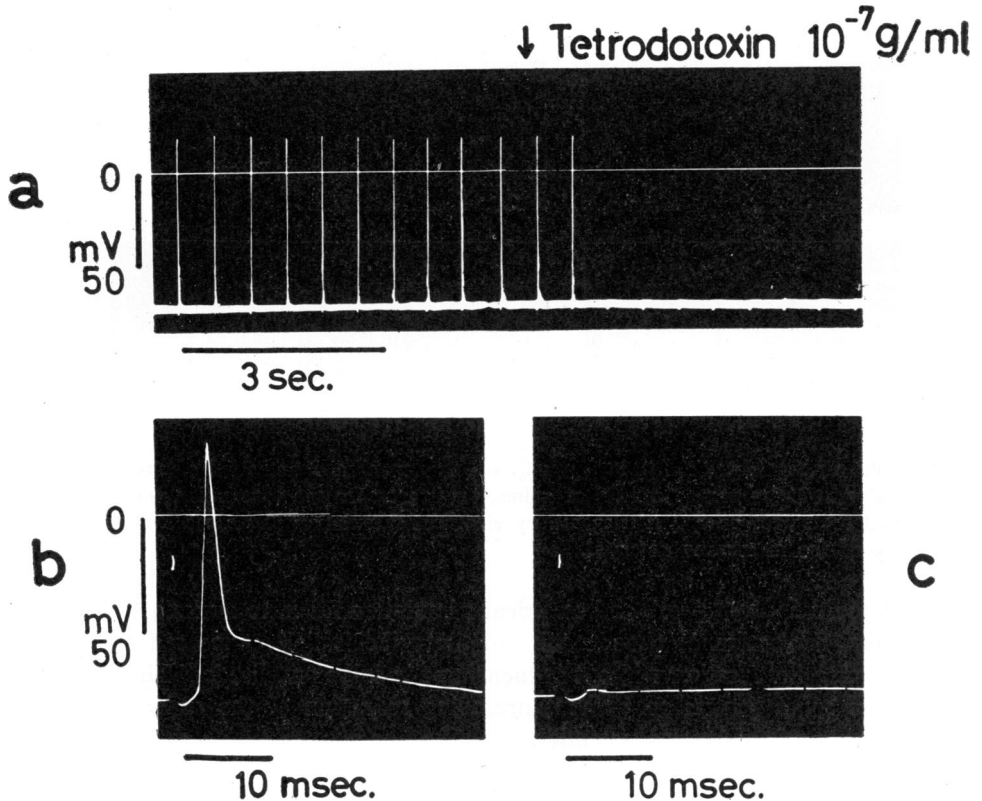 ↓ Tetrodotoxin 10⁻⁷g/ml
a
0
mV
50
3 sec.
b
0
mV
50
10 msec.
c
10 msec.